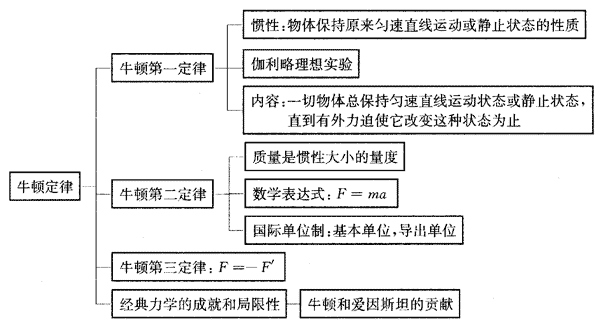 惯性:物体保持原来匀速直线运动或静止状态的性质
牛顿第一定律
伽利略理想实验
内容:一切物体总保持匀速直线运动状态或静止状态,
直到有外力迫使它改变这种状态为止
质量是惯性大小的量度
牛顿定律
牛顿第二定律
数学表达式:F=ma
国际单位制:基本单位,导出单位
牛顿第三定律:F=-F′
经典力学的成就和局限性
牛顿和爱因斯坦的贡献